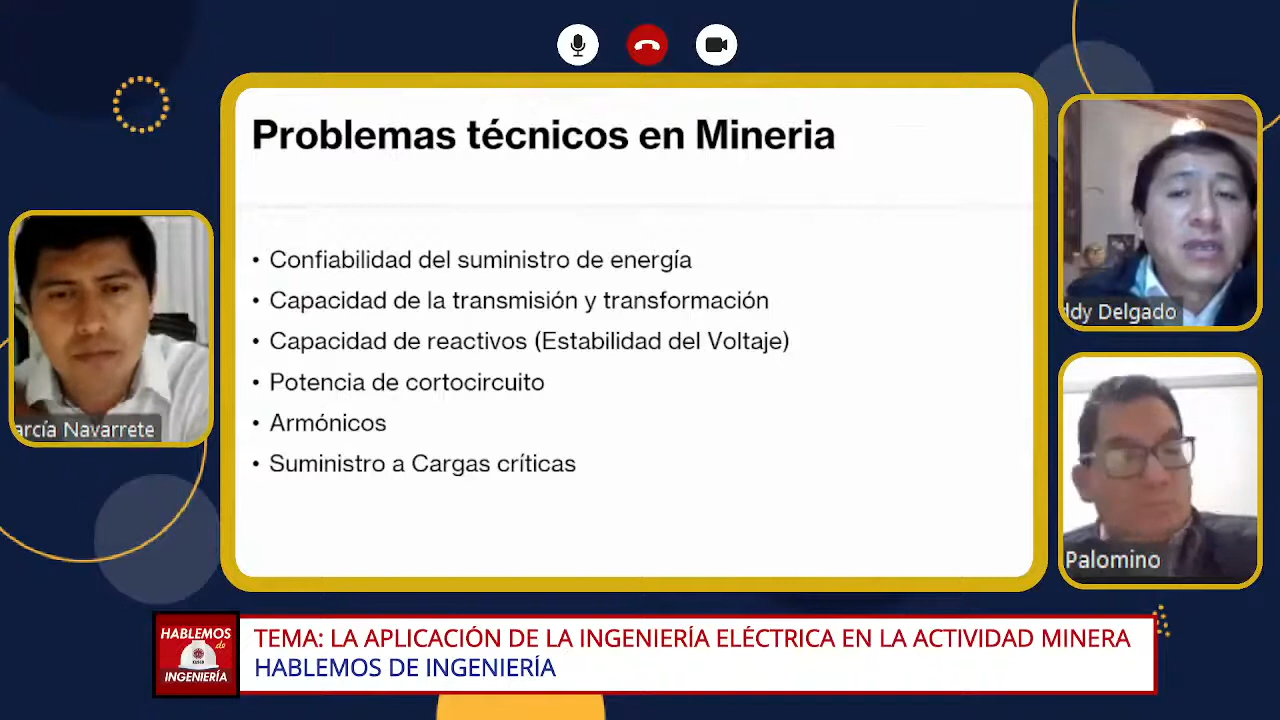 Problemas técnicos en Mineria
• Confiabilidad del suministro de energía
• Capacidad de la transmisión y transformación
• Capacidad de reactivos (Estabilidad del Voltaje)
• Potencia de cortocircuito
• Armónicos
• Suministro a Cargas críticas
arcía Navarrete
ddy Delgado
Palomino
HABLEMOS
de
INGENIERÍA
TEMA: LA APLICACIÓN DE LA INGENIERÍA ELÉCTRICA EN LA ACTIVIDAD MINERA
HABLEMOS DE INGENIERÍA